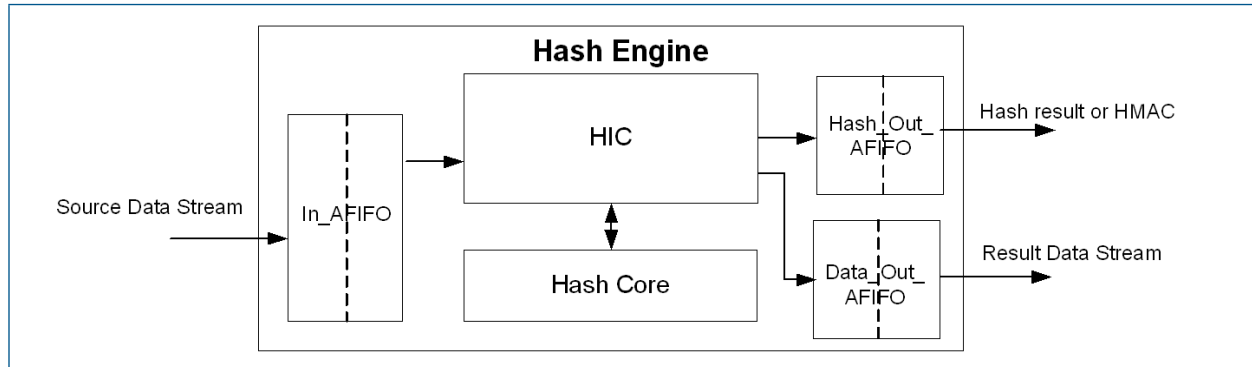 Hash Engine
Source Data Stream
In_AFIFO
HIC
Hash Core
Hash_Out_
AFIFO
Hash result or HMAC
Data_Out_
AFIFO
Result Data Stream